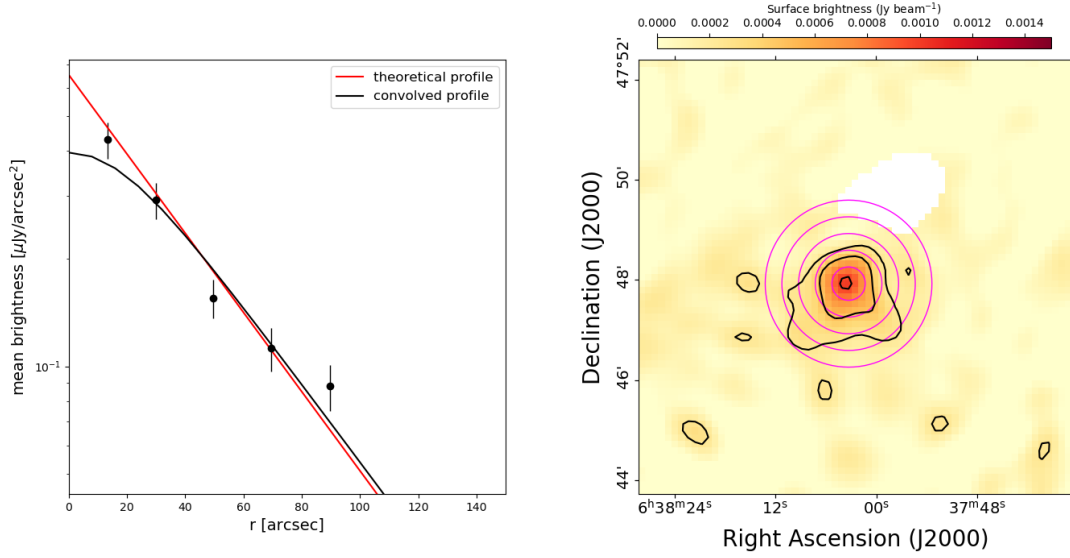 theoretical profile
convolved profile
mean brightness [μJy/arcsec²]
10⁻¹
0 20 40 60 80 100 120 140
r [arcsec]
Surface brightness (Jy beam⁻¹)
0.0000 0.0002 0.0004 0.0006 0.0008 0.0010 0.0012 0.0014
47°52'
50'
48'
46'
44'
Declination (J2000)
6ʰ38ᵐ24ˢ 12ˢ 00ˢ 37ᵐ48ˢ
Right Ascension (J2000)